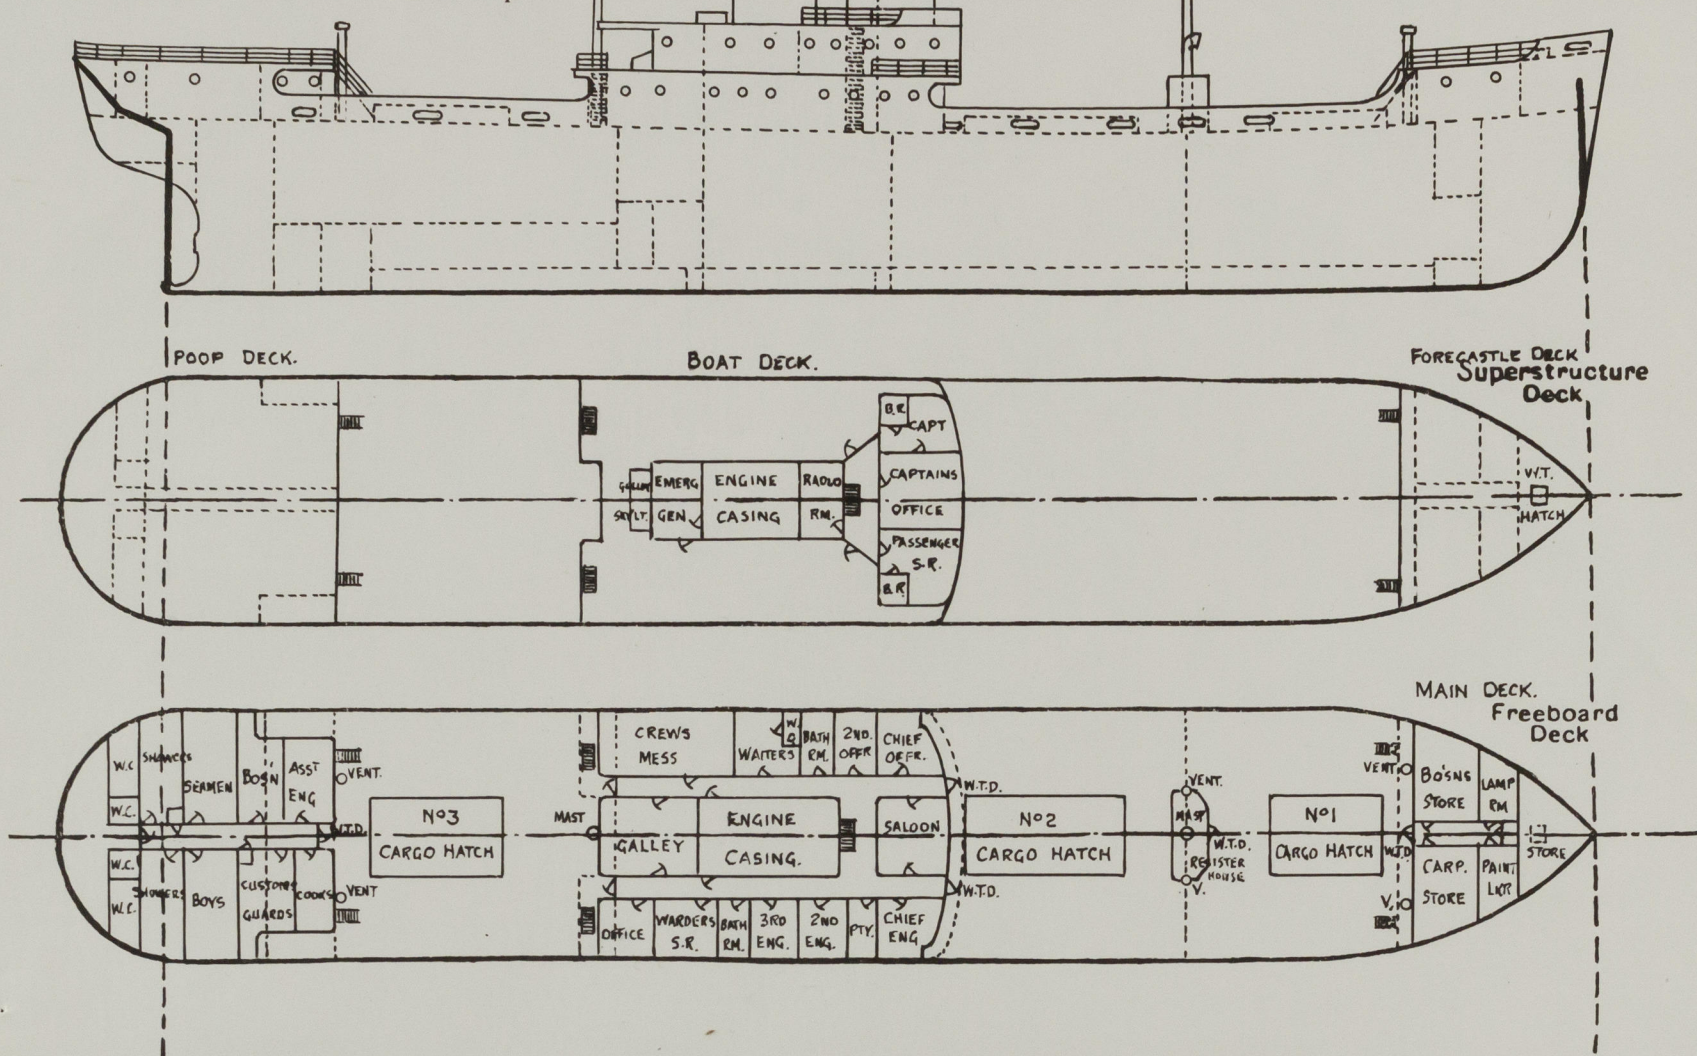 POOP DECK.
BOAT DECK.
FORECASTLE DECK
Superstructure
Deck
B.R.
CAPT
CAPTAINS
OFFICE
PASSENGER
S.R.
B.R.
GALLEY
SKYLT.
EMERG
GEN.
ENGINE
CASING
RADIO
RM.
W.T.
HATCH
MAIN DECK.
Freeboard
Deck
W.C
SHOWERS
SEAMEN
BOS'N
ASST
ENG
VENT.
W.C.
W.T.D.
W.C.
W.C.
SHOWERS
BOYS
CUSTOMS
GUARDS
COOKS
VENT
No3
CARGO HATCH
MAST
CREWS
MESS
WAITERS
W.
C.
BATH
RM.
2ND.
OFFR
CHIEF
OFFR.
W.T.D.
GALLEY
ENGINE
CASING.
SALOON
W.T.D.
OFFICE
WARDERS
S.R.
BATH
RM.
3RD
ENG.
2ND
ENG.
PTY.
CHIEF
ENG
No2
CARGO HATCH
VENT.
MAST
W.T.D.
REGISTER
HOUSE
V.
No1
CARGO HATCH
VENT
W.T.D
V.
BO'SNS
STORE
LAMP
RM
CARP.
STORE
PAINT
LKR
STORE